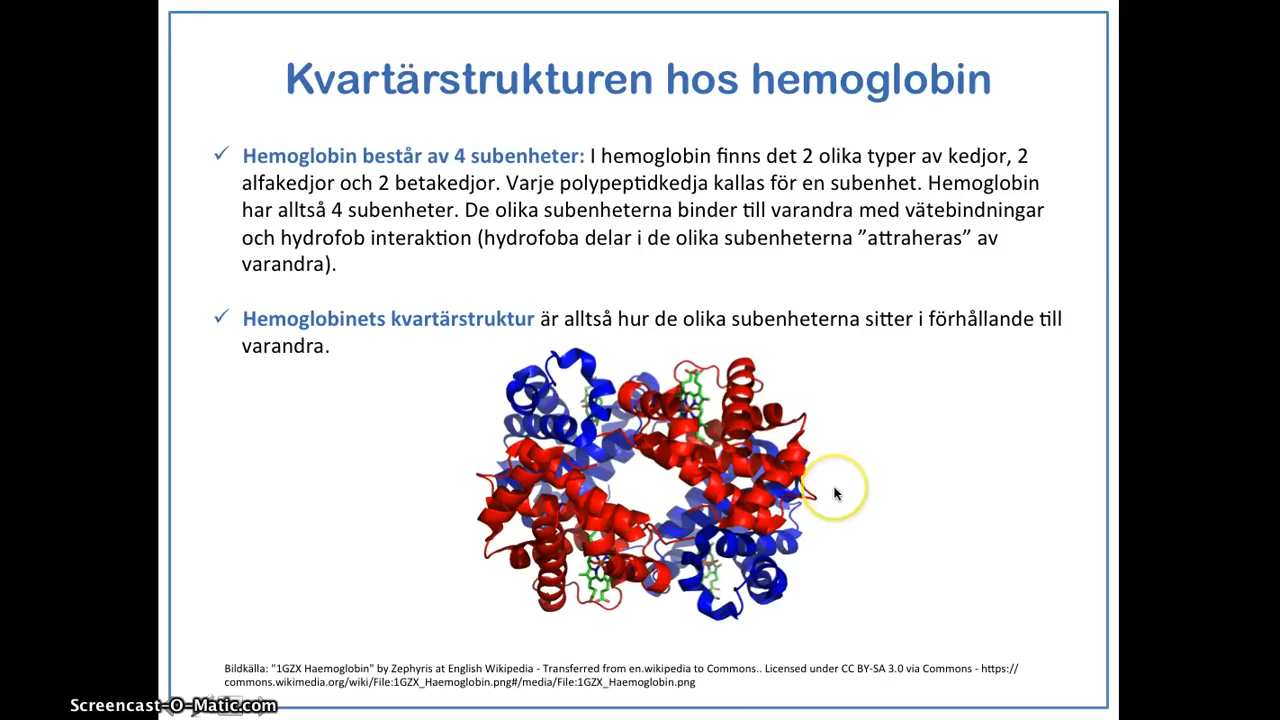 Kvartärstrukturen hos hemoglobin
Hemoglobin består av 4 subenheter: I hemoglobin finns det 2 olika typer av kedjor, 2
alfakedjor och 2 betakedjor. Varje polypeptidkedja kallas för en subenhet. Hemoglobin
har alltså 4 subenheter. De olika subenheterna binder till varandra med vätebindningar
och hydrofob interaktion (hydrofoba delar i de olika subenheterna ”attraheras” av
varandra).
Hemoglobinets kvartärstruktur är alltså hur de olika subenheterna sitter i förhållande till
varandra.
Bildkälla: "1GZX Haemoglobin" by Zephyris at English Wikipedia - Transferred from en.wikipedia to Commons.. Licensed under CC BY-SA 3.0 via Commons - https://
commons.wikimedia.org/wiki/File:1GZX_Haemoglobin.png#/media/File:1GZX_Haemoglobin.png
Screencast-O-Matic.com